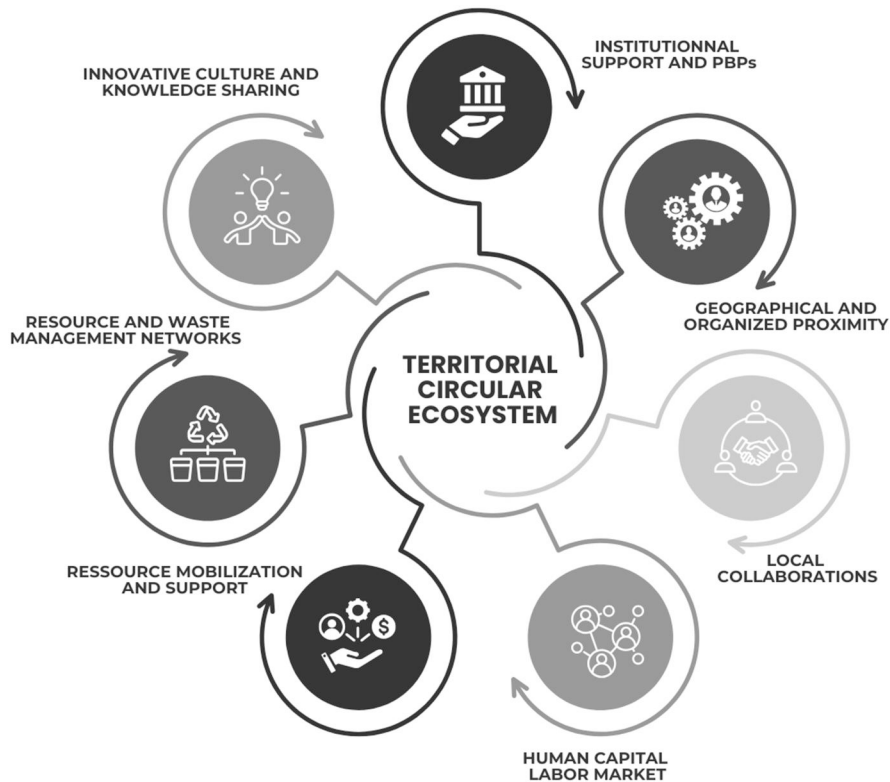 INSTITUTIONNAL
SUPPORT AND PBPs
INNOVATIVE CULTURE AND
KNOWLEDGE SHARING
GEOGRAPHICAL AND
ORGANIZED PROXIMITY
RESOURCE AND WASTE
MANAGEMENT NETWORKS
TERRITORIAL
CIRCULAR
ECOSYSTEM
LOCAL
COLLABORATIONS
RESSOURCE MOBILIZATION
AND SUPPORT
$
HUMAN CAPITAL
LABOR MARKET